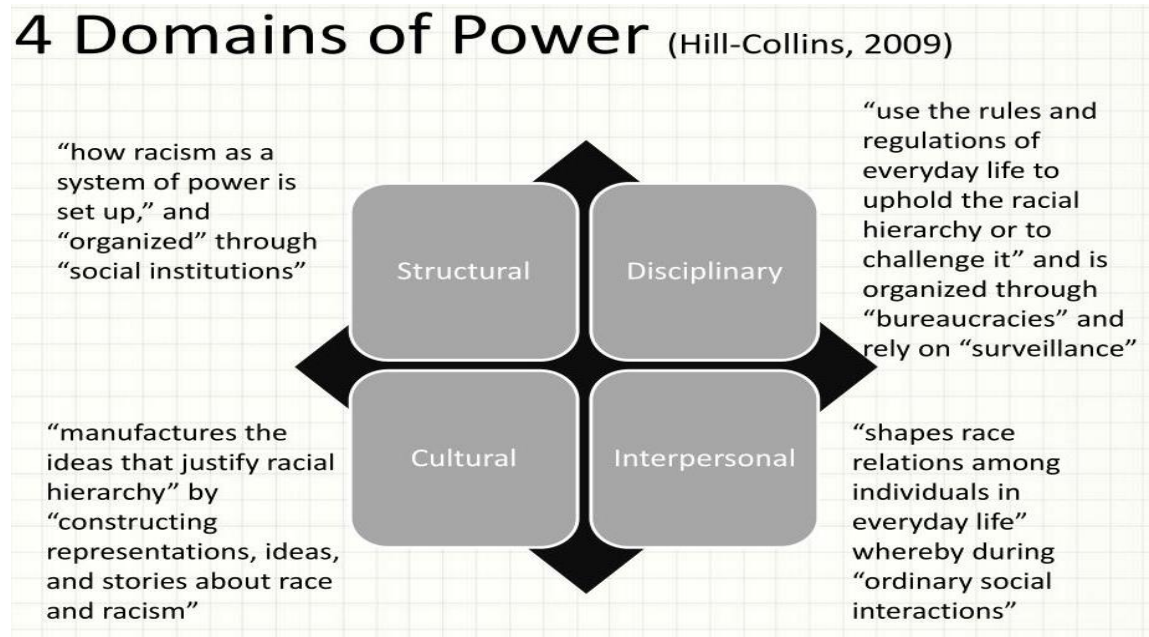 4 Domains of Power (Hill-Collins, 2009)
“how racism as a
system of power is
set up,” and
“organized” through
“social institutions”
“use the rules and
regulations of
everyday life to
uphold the racial
hierarchy or to
challenge it” and is
organized through
“bureaucracies” and
rely on “surveillance”
Structural
Disciplinary
Cultural
Interpersonal
“manufactures the
ideas that justify racial
hierarchy” by
“constructing
representations, ideas,
and stories about race
and racism”
“shapes race
relations among
individuals in
everyday life”
whereby during
“ordinary social
interactions”